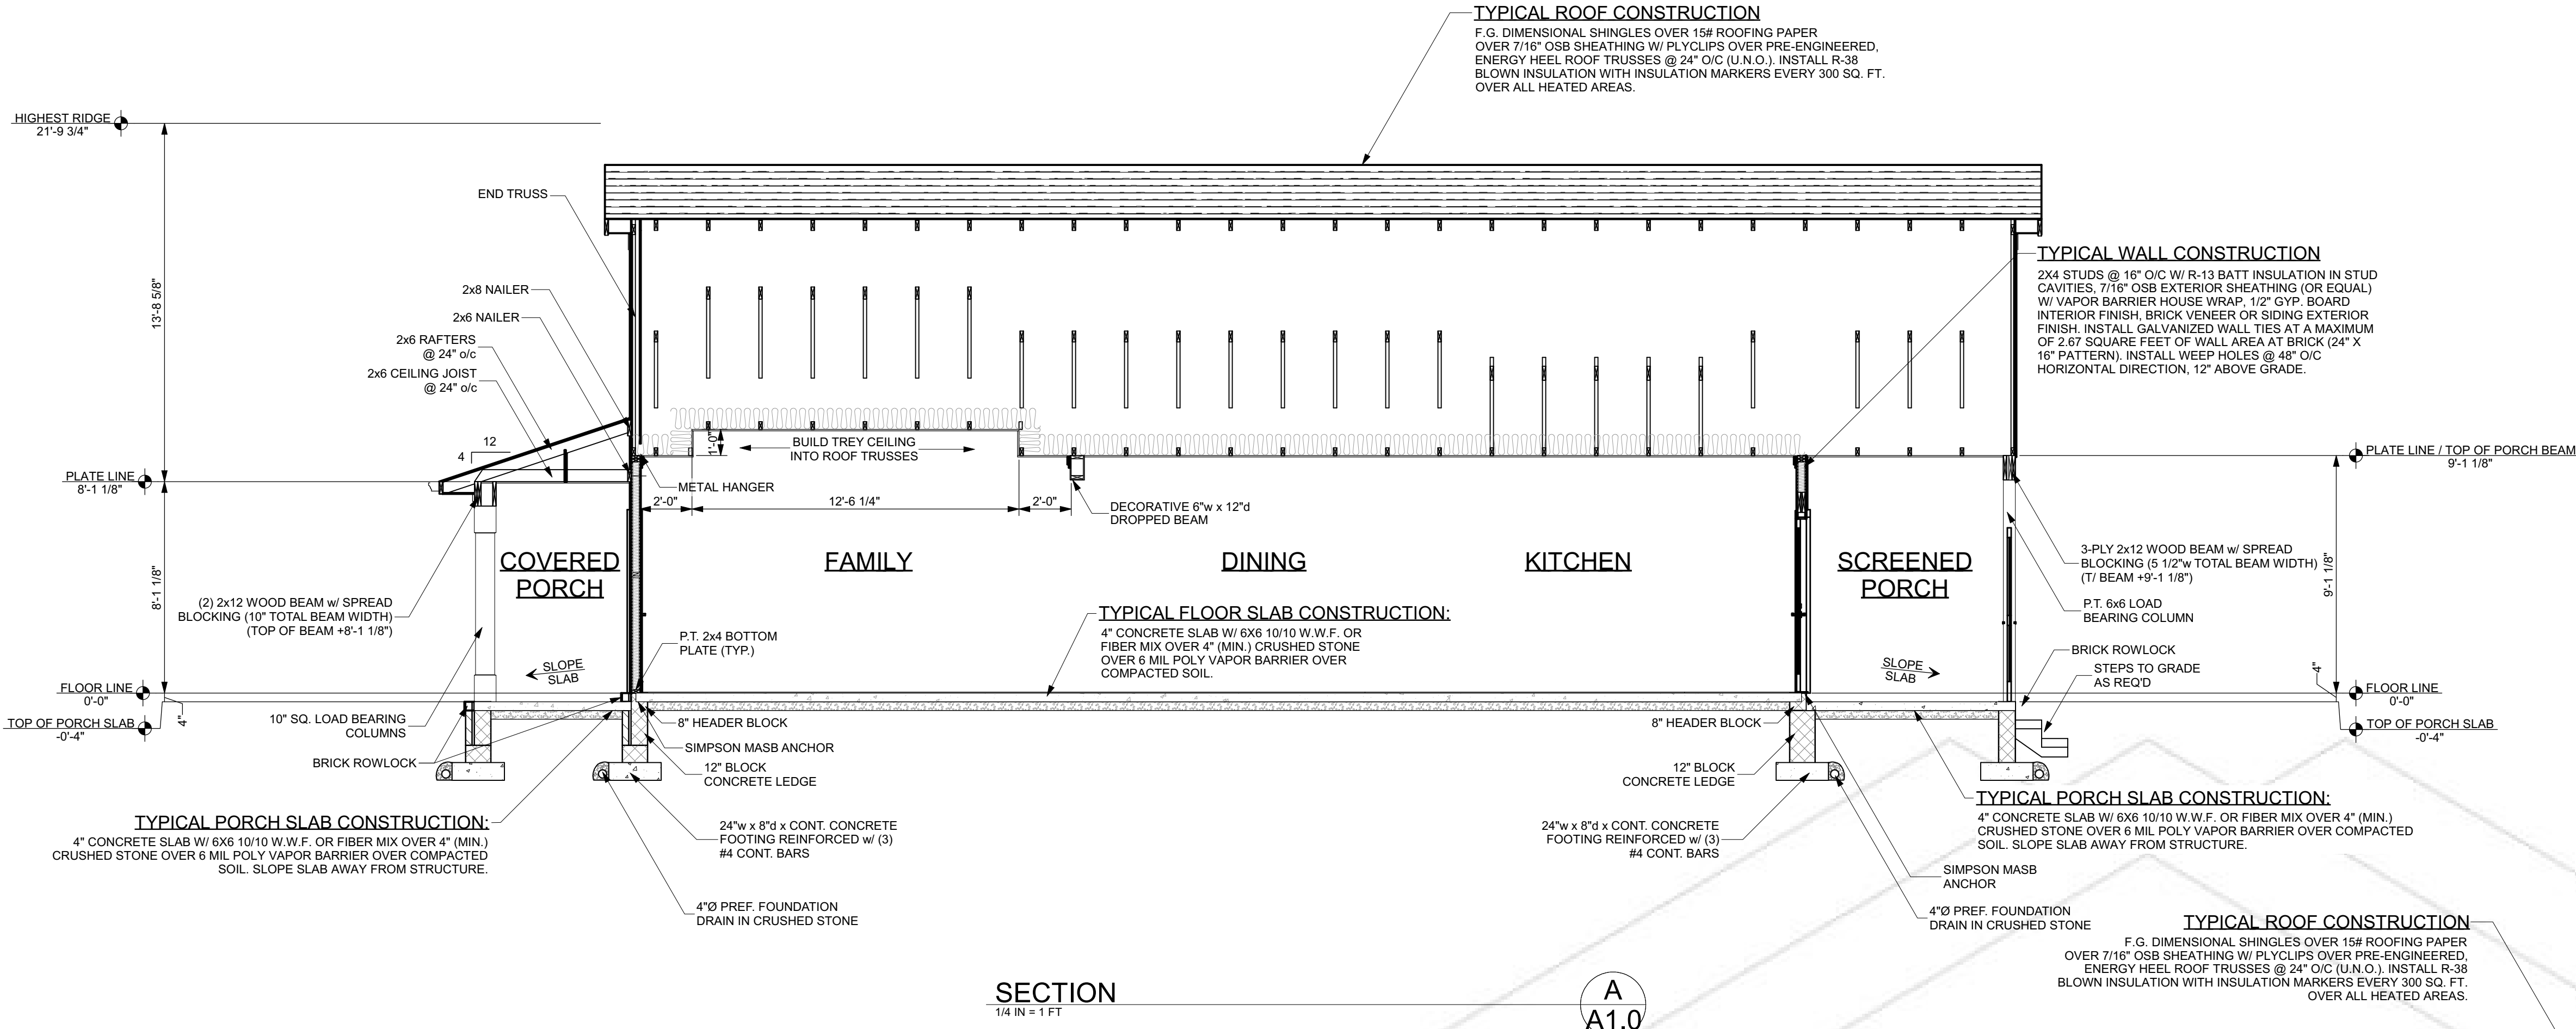 TYPICAL ROOF CONSTRUCTION
F.G. DIMENSIONAL SHINGLES OVER 15# ROOFING PAPER
OVER 7/16" OSB SHEATHING W/ PLYCLIPS OVER PRE-ENGINEERED,
ENERGY HEEL ROOF TRUSSES @ 24" O/C (U.N.O.). INSTALL R-38
BLOWN INSULATION WITH INSULATION MARKERS EVERY 300 SQ. FT.
OVER ALL HEATED AREAS.
HIGHEST RIDGE
21'-9 3/4"
13'-8 5/8"
END TRUSS
2x8 NAILER
2x6 NAILER
2x6 RAFTERS
@ 24" o/c
2x6 CEILING JOIST
@ 24" o/c
12
4
PLATE LINE
8'-1 1/8"
8'-1 1/8"
TYPICAL WALL CONSTRUCTION
2X4 STUDS @ 16" O/C W/ R-13 BATT INSULATION IN STUD
CAVITIES, 7/16" OSB EXTERIOR SHEATHING (OR EQUAL)
W/ VAPOR BARRIER HOUSE WRAP, 1/2" GYP. BOARD
INTERIOR FINISH, BRICK VENEER OR SIDING EXTERIOR
FINISH. INSTALL GALVANIZED WALL TIES AT A MAXIMUM
OF 2.67 SQUARE FEET OF WALL AREA AT BRICK (24" X
16" PATTERN). INSTALL WEEP HOLES @ 48" O/C
HORIZONTAL DIRECTION, 12" ABOVE GRADE.
1'-0"
BUILD TREY CEILING
INTO ROOF TRUSSES
METAL HANGER
2'-0"
12'-6 1/4"
2'-0"
DECORATIVE 6"w x 12"d
DROPPED BEAM
PLATE LINE / TOP OF PORCH BEAM
9'-1 1/8"
9'-1 1/8"
COVERED
PORCH
FAMILY
DINING
KITCHEN
SCREENED
PORCH
3-PLY 2x12 WOOD BEAM w/ SPREAD
BLOCKING (5 1/2"w TOTAL BEAM WIDTH)
(T/ BEAM +9'-1 1/8")
P.T. 6x6 LOAD
BEARING COLUMN
(2) 2x12 WOOD BEAM w/ SPREAD
BLOCKING (10" TOTAL BEAM WIDTH)
(TOP OF BEAM +8'-1 1/8")
P.T. 2x4 BOTTOM
PLATE (TYP.)
TYPICAL FLOOR SLAB CONSTRUCTION:
4" CONCRETE SLAB W/ 6X6 10/10 W.W.F. OR
FIBER MIX OVER 4" (MIN.) CRUSHED STONE
OVER 6 MIL POLY VAPOR BARRIER OVER
COMPACTED SOIL.
SLOPE
SLAB
SLOPE
SLAB
BRICK ROWLOCK
STEPS TO GRADE
AS REQ'D
4"
FLOOR LINE
0'-0"
TOP OF PORCH SLAB
-0'-4"
4"
FLOOR LINE
0'-0"
TOP OF PORCH SLAB
-0'-4"
10" SQ. LOAD BEARING
COLUMNS
BRICK ROWLOCK
8" HEADER BLOCK
SIMPSON MASB ANCHOR
12" BLOCK
CONCRETE LEDGE
8" HEADER BLOCK
12" BLOCK
CONCRETE LEDGE
TYPICAL PORCH SLAB CONSTRUCTION:
4" CONCRETE SLAB W/ 6X6 10/10 W.W.F. OR FIBER MIX OVER 4" (MIN.)
CRUSHED STONE OVER 6 MIL POLY VAPOR BARRIER OVER COMPACTED
SOIL. SLOPE SLAB AWAY FROM STRUCTURE.
24"w x 8"d x CONT. CONCRETE
FOOTING REINFORCED w/ (3)
#4 CONT. BARS
4"Ø PREF. FOUNDATION
DRAIN IN CRUSHED STONE
24"w x 8"d x CONT. CONCRETE
FOOTING REINFORCED w/ (3)
#4 CONT. BARS
TYPICAL PORCH SLAB CONSTRUCTION:
4" CONCRETE SLAB W/ 6X6 10/10 W.W.F. OR FIBER MIX OVER 4" (MIN.)
CRUSHED STONE OVER 6 MIL POLY VAPOR BARRIER OVER COMPACTED
SOIL. SLOPE SLAB AWAY FROM STRUCTURE.
SIMPSON MASB
ANCHOR
4"Ø PREF. FOUNDATION
DRAIN IN CRUSHED STONE
TYPICAL ROOF CONSTRUCTION
F.G. DIMENSIONAL SHINGLES OVER 15# ROOFING PAPER
OVER 7/16" OSB SHEATHING W/ PLYCLIPS OVER PRE-ENGINEERED,
ENERGY HEEL ROOF TRUSSES @ 24" O/C (U.N.O.). INSTALL R-38
BLOWN INSULATION WITH INSULATION MARKERS EVERY 300 SQ. FT.
OVER ALL HEATED AREAS.
SECTION
1/4 IN = 1 FT
A
A1.0